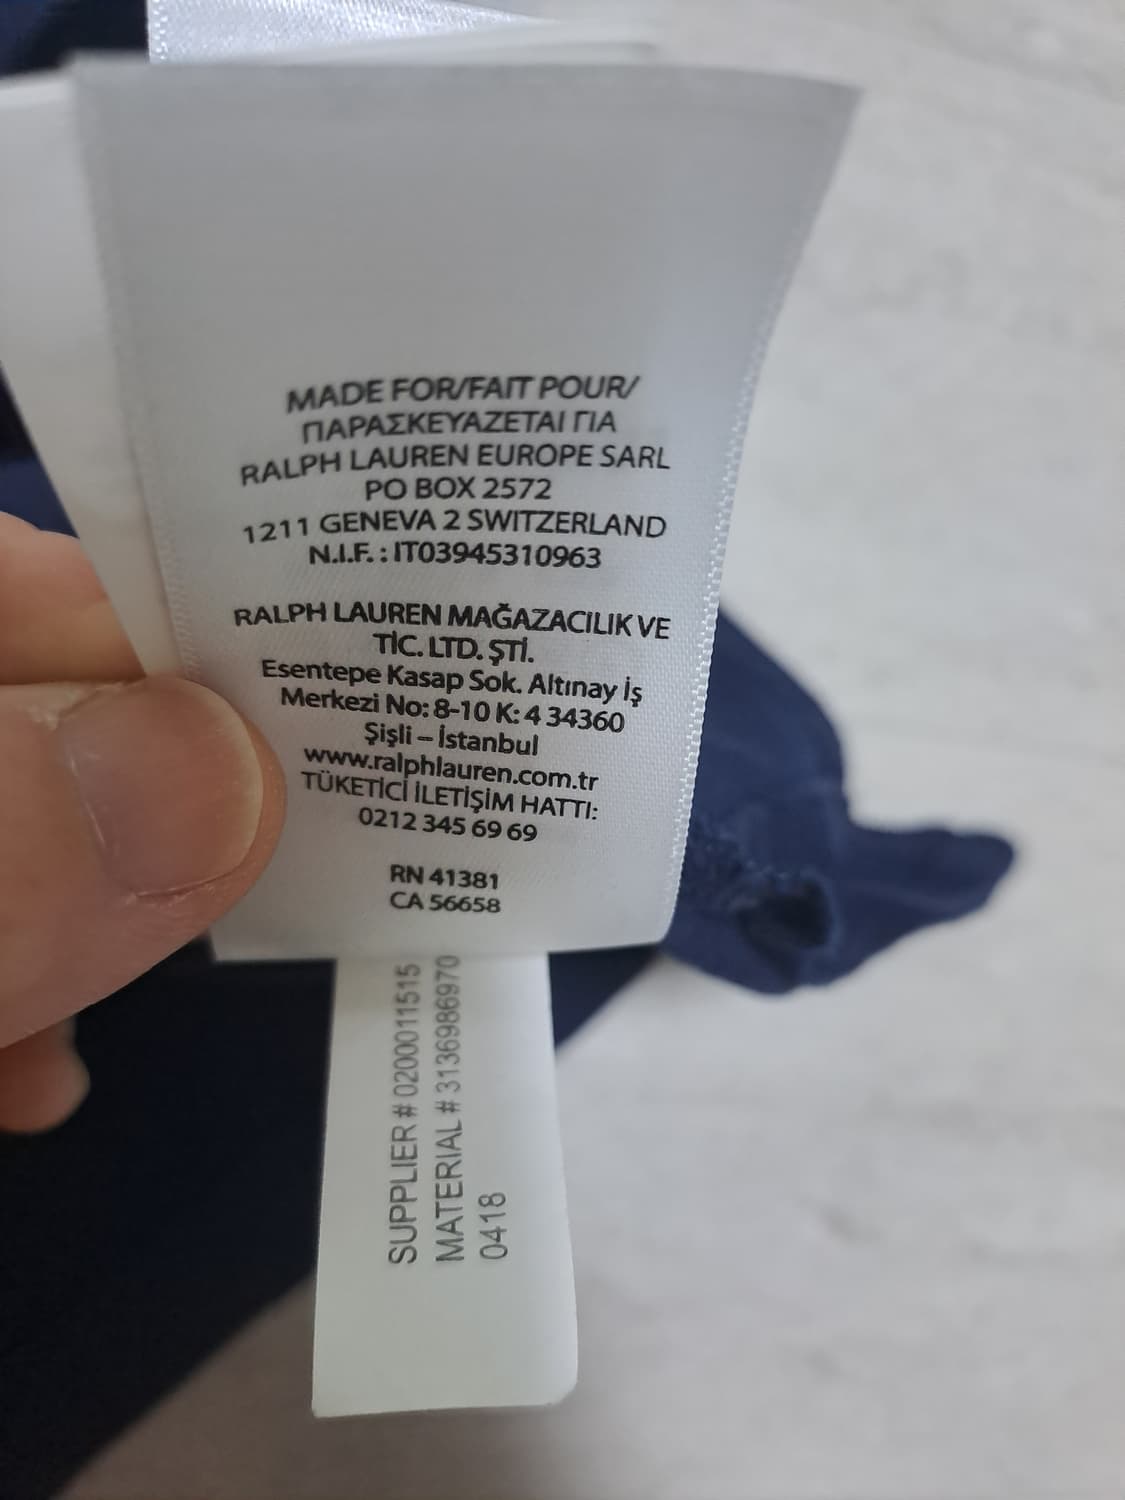 MADE FOR/FAIT POUR/
ΠΑΡΑΣΚΕΥΑΖΕΤΑΙ ΓΙΑ
RALPH LAUREN EUROPE SARL
PO BOX 2572
1211 GENEVA 2 SWITZERLAND
N.I.F. : IT03945310963
RALPH LAUREN MAĞAZACILIK VE
TİC. LTD. ŞTİ.
Esentepe Kasap Sok. Altınay İş
Merkezi No: 8-10 K: 4 34360
Şişli – İstanbul
www.ralphlauren.com.tr
TÜKETİCİ İLETİŞİM HATTI:
0212 345 69 69
RN 41381
CA 56658
SUPPLIER # 0200011515
MATERIAL # 3136986970
0418